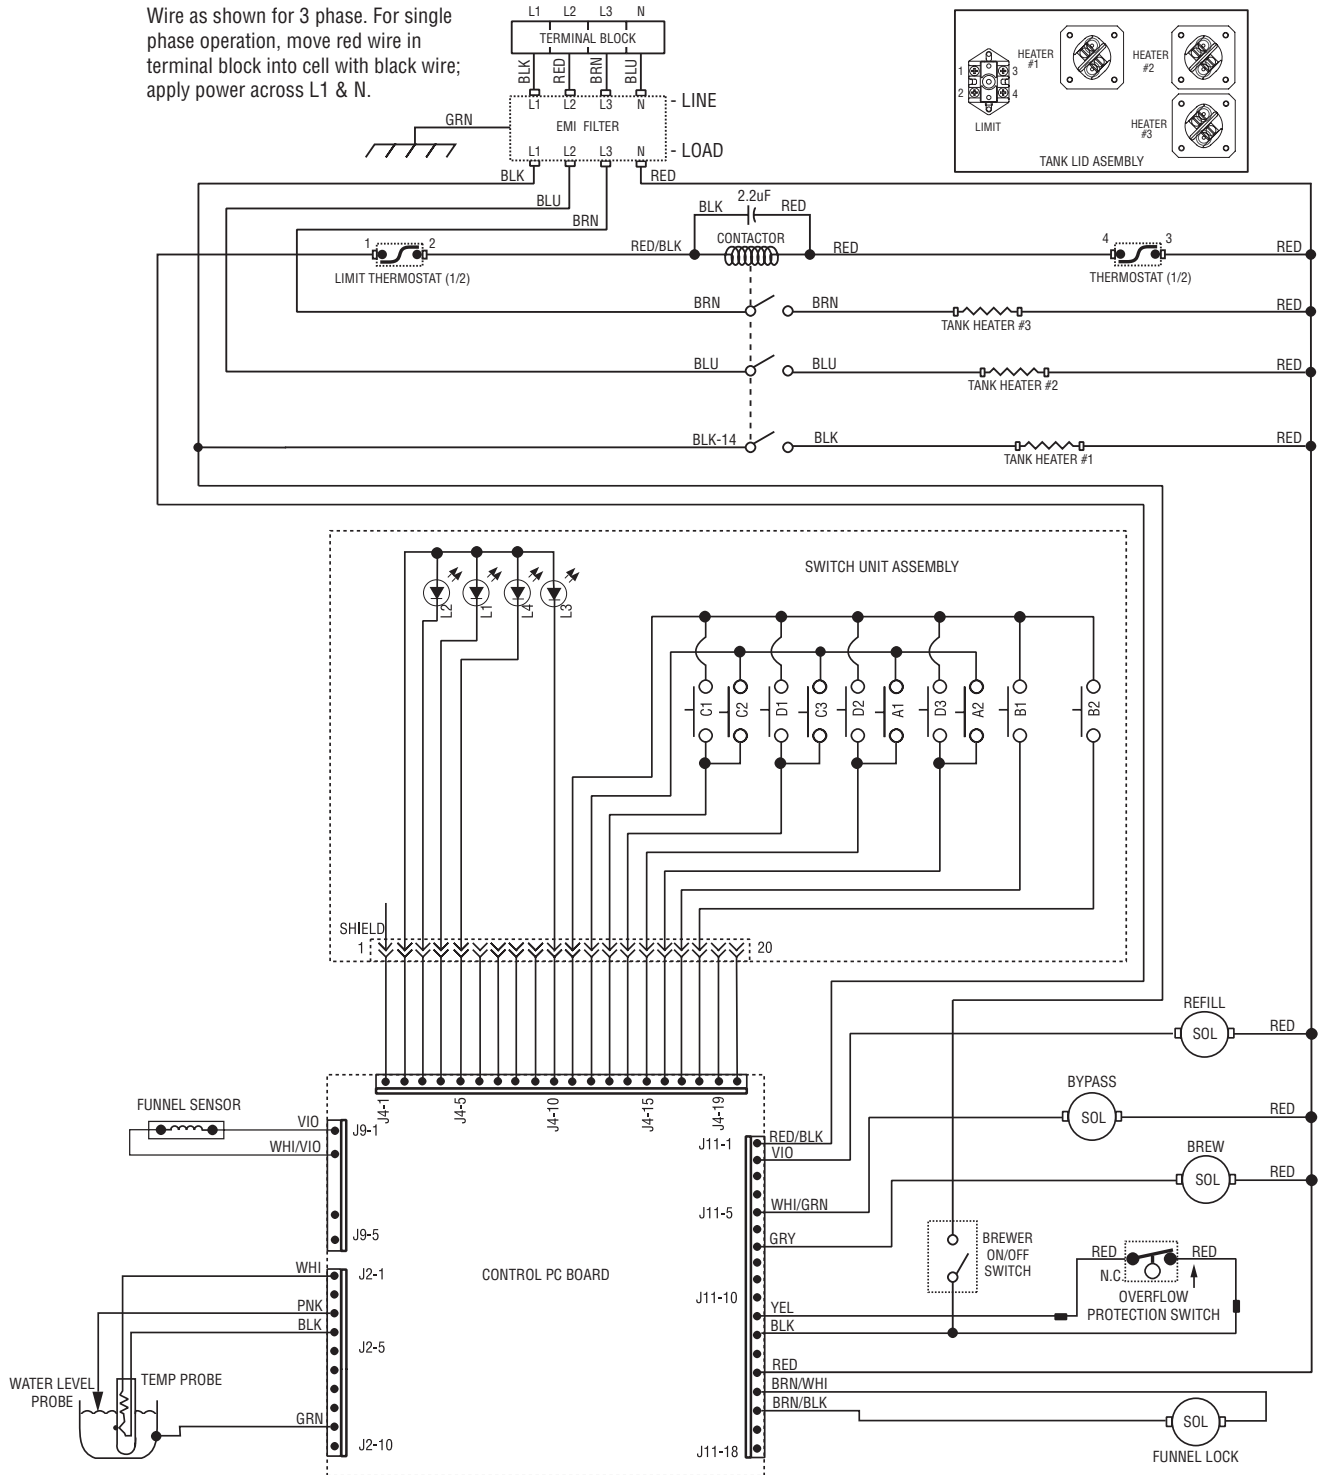 Wire as shown for 3 phase. For single
phase operation, move red wire in
terminal block into cell with black wire;
apply power across L1 & N.
L1 L2 L3 N
TERMINAL BLOCK
BLK RED BRN BLU
L1 L2 L3 N - LINE
EMI FILTER
GRN
L1 L2 L3 N - LOAD
BLK RED
BLU
BRN
HEATER
#1
HEATER
#2
HEATER
#3
1 3
2 4
LIMIT
TANK LID ASEMBLY
2.2uF
BLK RED
CONTACTOR
1 2
LIMIT THERMOSTAT (1/2)
RED/BLK RED
4 3
THERMOSTAT (1/2)
RED
BRN BRN
TANK HEATER #3
RED
BLU BLU
TANK HEATER #2
RED
BLK-14 BLK
TANK HEATER #1
RED
SWITCH UNIT ASSEMBLY
L2 L1 L4 L3
C1 C2 D1 C3 D2 A1 D3 A2 B1 B2
SHIELD
1 20
J4-1 J4-5 J4-10 J4-15 J4-19
REFILL
SOL
RED
BYPASS
SOL
RED
BREW
SOL
RED
FUNNEL SENSOR
VIO
WHI/VIO
J9-1
J9-5
J11-1
RED/BLK
VIO
J11-5
WHI/GRN
GRY
J11-10
YEL
BLK
RED
BRN/WHI
BRN/BLK
J11-18
CONTROL PC BOARD
BREWER
ON/OFF
SWITCH
RED RED
N.C.
OVERFLOW
PROTECTION SWITCH
WHI
J2-1
PNK
BLK
J2-5
GRN
J2-10
WATER LEVEL
PROBE
TEMP PROBE
SOL
FUNNEL LOCK